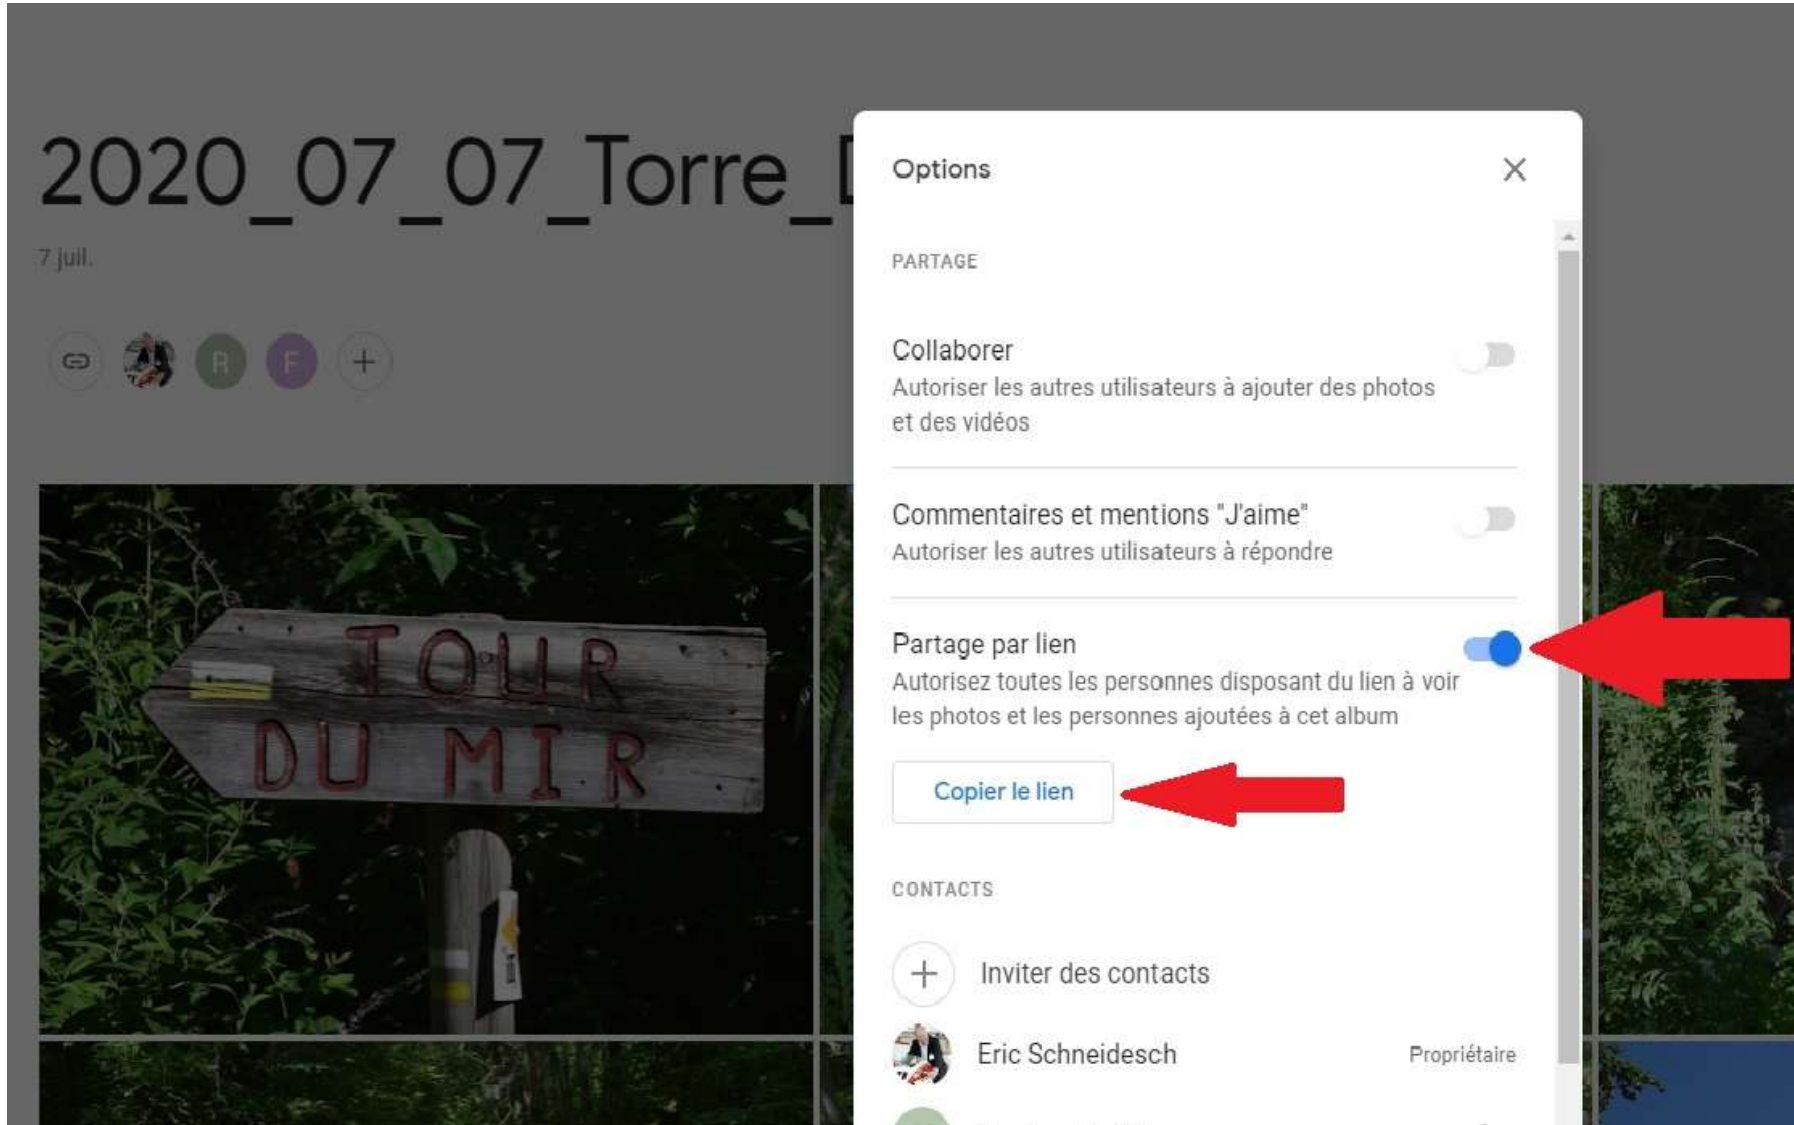 2020_07_07_Torre_
7 juil.
R
F
TOUR
DU MIR
Options
PARTAGE
Collaborer
Autoriser les autres utilisateurs à ajouter des photos
et des vidéos
Commentaires et mentions "J'aime"
Autoriser les autres utilisateurs à répondre
Partage par lien
Autorisez toutes les personnes disposant du lien à voir
les photos et les personnes ajoutées à cet album
Copier le lien
CONTACTS
Inviter des contacts
Eric Schneidesch
Propriétaire